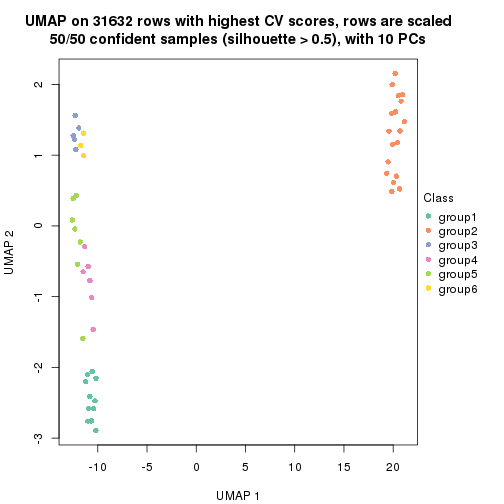 UMAP on 31632 rows with highest CV scores, rows are scaled
50/50 confident samples (silhouette > 0.5), with 10 PCs
2
1
0
-1
-2
-3
UMAP 2
-10
-5
0
5
10
15
20
UMAP 1
Class
group1
group2
group3
group4
group5
group6